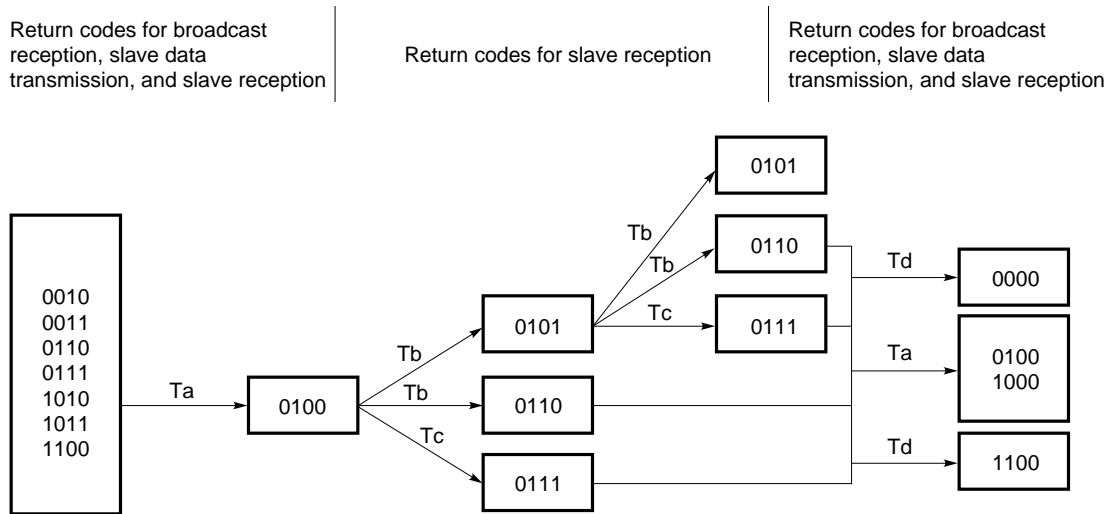 Return codes for broadcast
reception, slave data
transmission, and slave reception
Return codes for slave reception
Return codes for broadcast
reception, slave data
transmission, and slave reception
0010
0011
0110
0111
1010
1011
1100
Ta
0100
Tb
Tb
Tc
0101
0110
0111
Tb
Tb
Tc
0101
0110
0111
Td
Ta
Td
0000
0100
1000
1100